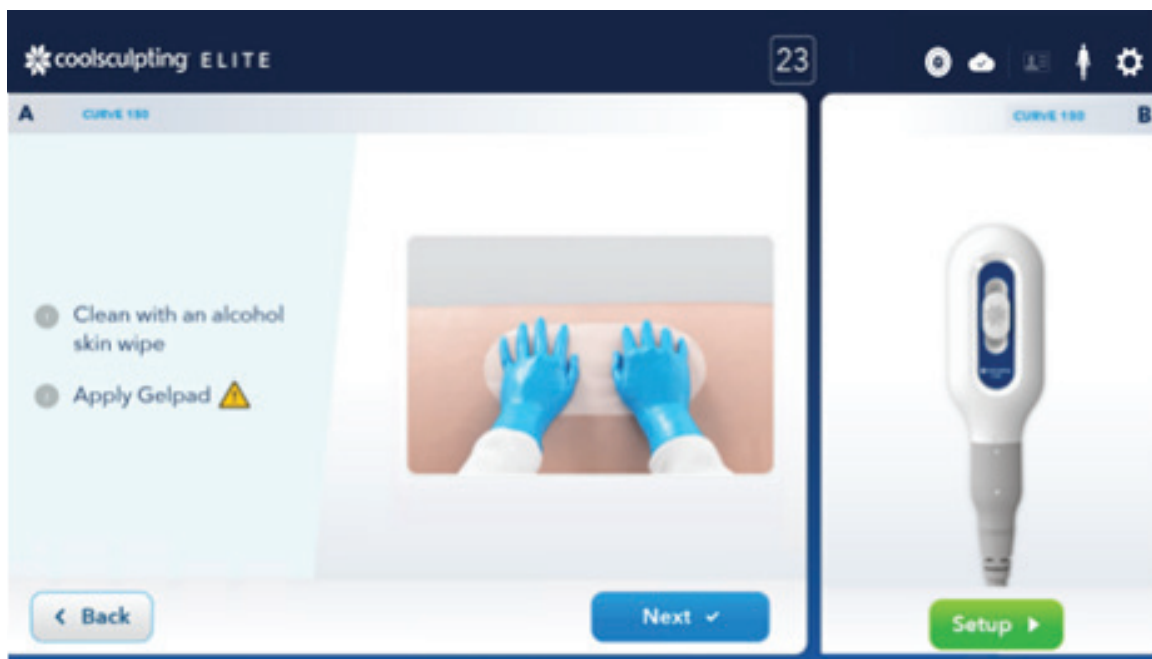 coolsculpting ELITE
23
A
CURVE 150
CURVE 150
B
Clean with an alcohol
skin wipe
Apply Gelpad
Back
Next
Setup